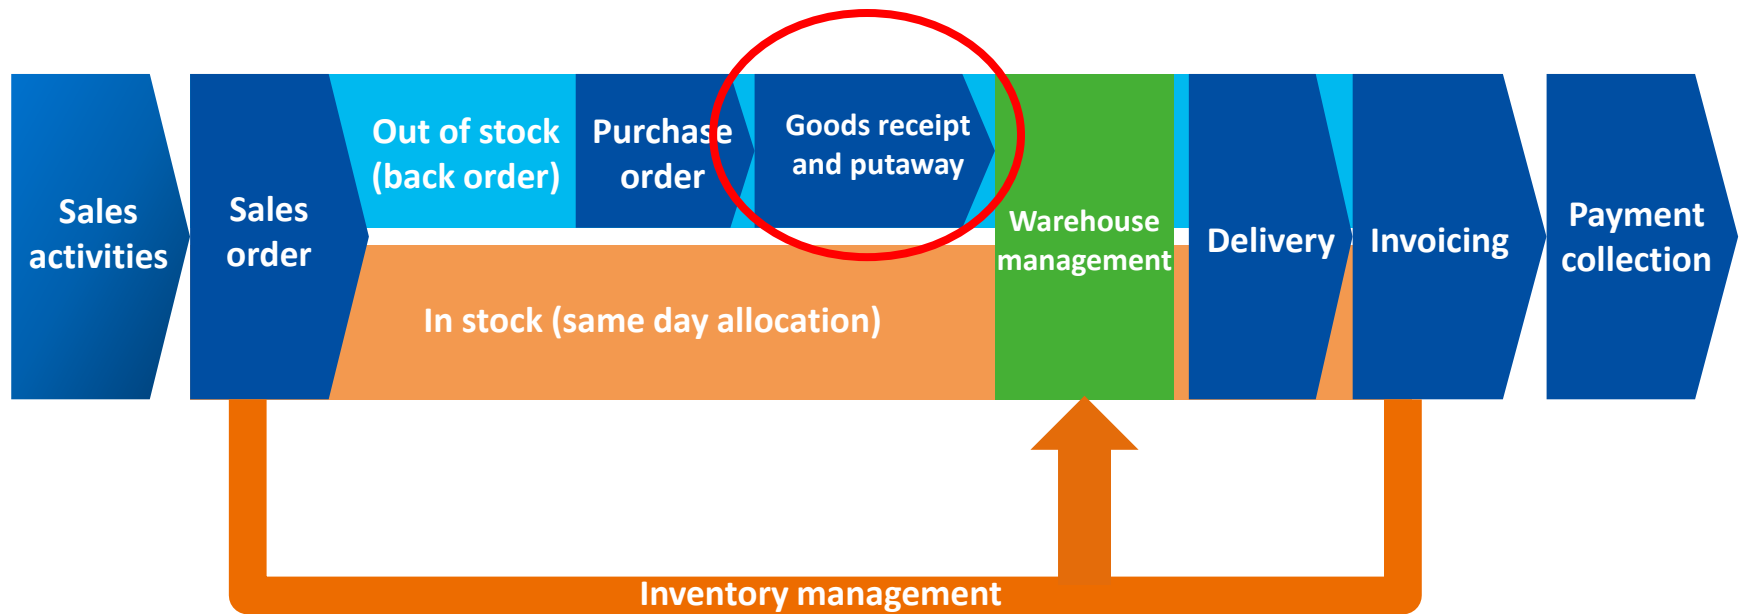 Sales
activities
Sales
order
Out of stock
(back order)
Purchase
order
Goods receipt
and putaway
In stock (same day allocation)
Warehouse
management
Delivery
Invoicing
Payment
collection
Inventory management